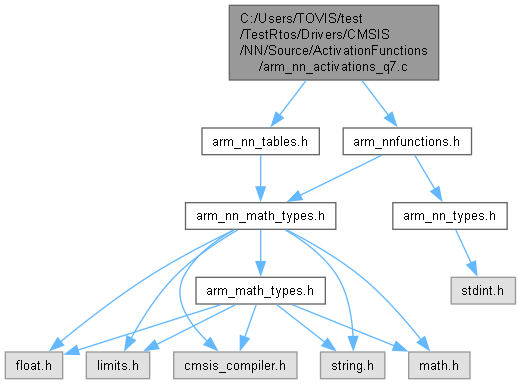 C:/Users/TOVIS/test
/TestRtos/Drivers/CMSIS
/NN/Source/ActivationFunctions
/arm_nn_activations_q7.c
arm_nn_tables.h
arm_nnfunctions.h
arm_nn_math_types.h
arm_nn_types.h
arm_math_types.h
stdint.h
float.h
limits.h
cmsis_compiler.h
string.h
math.h